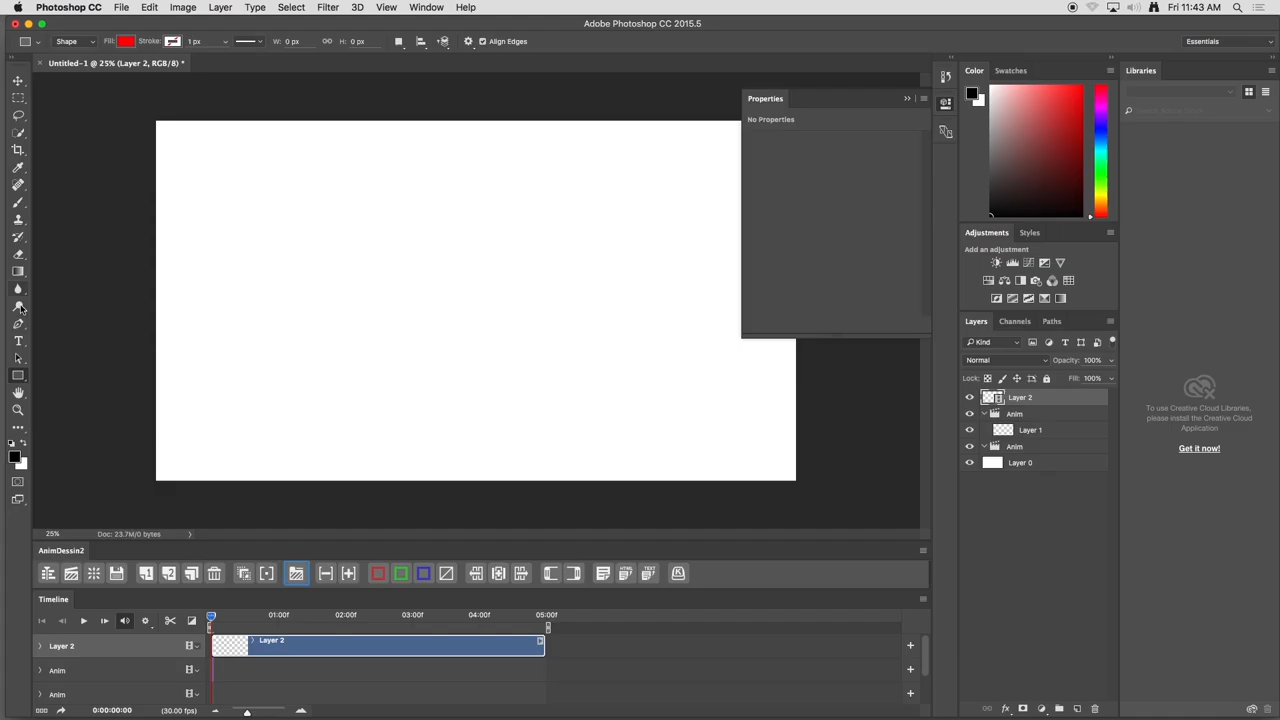 Photoshop CC File Edit Image Layer Type Select Filter 3D View Window Help Fri 11:43 AM
Adobe Photoshop CC 2015.5
Shape Fill: Stroke: 1 px W: 0 px H: 0 px Align Edges Essentials
Untitled-1 @ 25% (Layer 2, RGB/8) *
Color Swatches
Libraries
Properties
No Properties
Adjustments Styles
Add an adjustment
Layers Channels Paths
Kind
Normal Opacity: 100%
Lock: Fill: 100%
Layer 2
Anim
Layer 1
Anim
Layer 0
To use Creative Cloud Libraries,
please install the Creative Cloud
Application
Get it now!
25% Doc: 23.7M/0 bytes
AnimDessin2
1 2 HTML TEXT K
Timeline
01:00f 02:00f 03:00f 04:00f 05:00f
Layer 2 Layer 2
Anim
Anim
0:00:00:00 (30.00 fps)